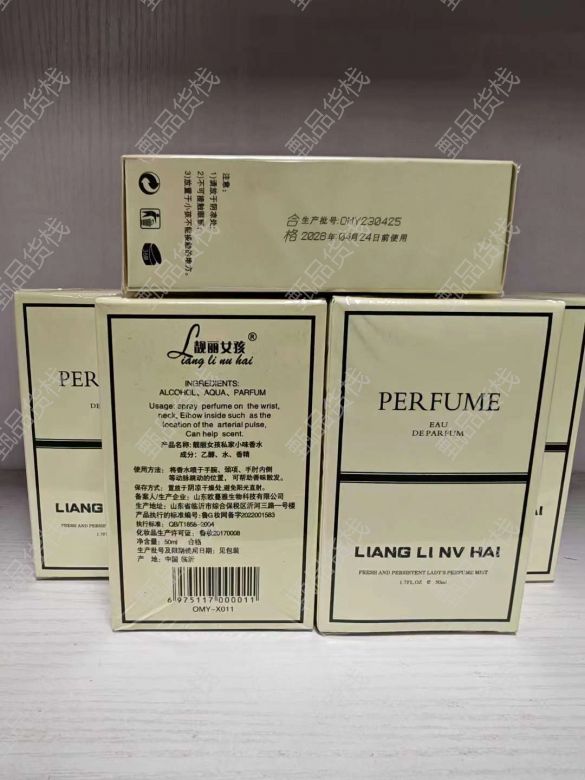 注意:
1)请放于阴凉处.
2)不可接触眼睛.
3)放置于小孩不能接触的地方.
合格
生产批号: OMY230425
2028年04月24日前使用
PER
DE
LIANG
FRESH AND PERSIS
靓丽女孩®
Liang li nu hai
INGREDIENTS:
ALCOHOL、AQUA、PARFUM
Usage: spray perfume on the wrist,
neck, Elbow inside such as the
location of the arterial pulse,
Can help scent.
产品名称:靓丽女孩私家小味香水
成分:乙醇、水、香精
使用方法: 将香水喷于手腕、颈项、手肘内侧
等动脉跳动的位置,可帮助香味散发。
保存方式: 置放于阴凉干燥处,避免阳光直射。
备案人/生产企业: 山东欧蔓雅生物科技有限公司
生产地址: 山东省临沂市综合保税区沂河三路一号
产品执行的标准编号: 鲁G妆网备字2022001583
执行标准: QB/T1858-2004
化妆品生产许可证: 鲁妆20170008
净含量: 50ml 合格
生产批号及限期使用日期: 见包装
产 地: 中国 临沂
6 975117 000011
OMY-X011
PERFUME
EAU
DE PARFUM
LIANG LI NV HAI
FRESH AND PERSISTENT LADY'S PERFUME MIST
1.7FL.OZ ℮ 50ml
甄品货栈